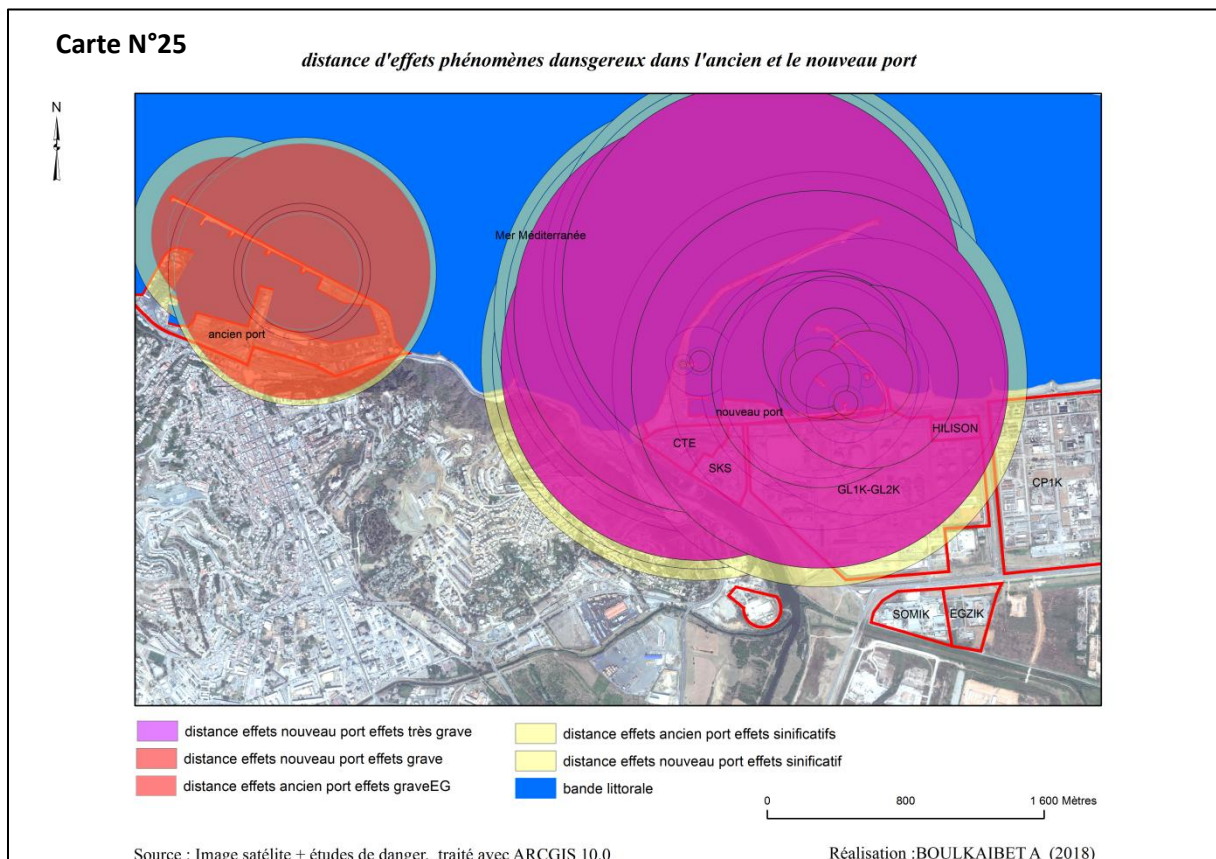 Carte N°25
distance d'effets phénomènes dansgereux dans l'ancien et le nouveau port
N
Mer Méditerranée
ancien port
nouveau port
CTE
SKS
HILISON
GL1K-GL2K
CP1K
SOMIK
EGZIK
distance effets nouveau port effets très grave
distance effets nouveau port effets grave
distance effets ancien port effets graveEG
distance effets ancien port effets sinificatifs
distance effets nouveau port effets sinificatif
bande littorale
0 800 1 600 Mètres
Source : Image satélite + études de danger, traité avec ARCGIS 10.0
Réalisation :BOULKAIBET A (2018)